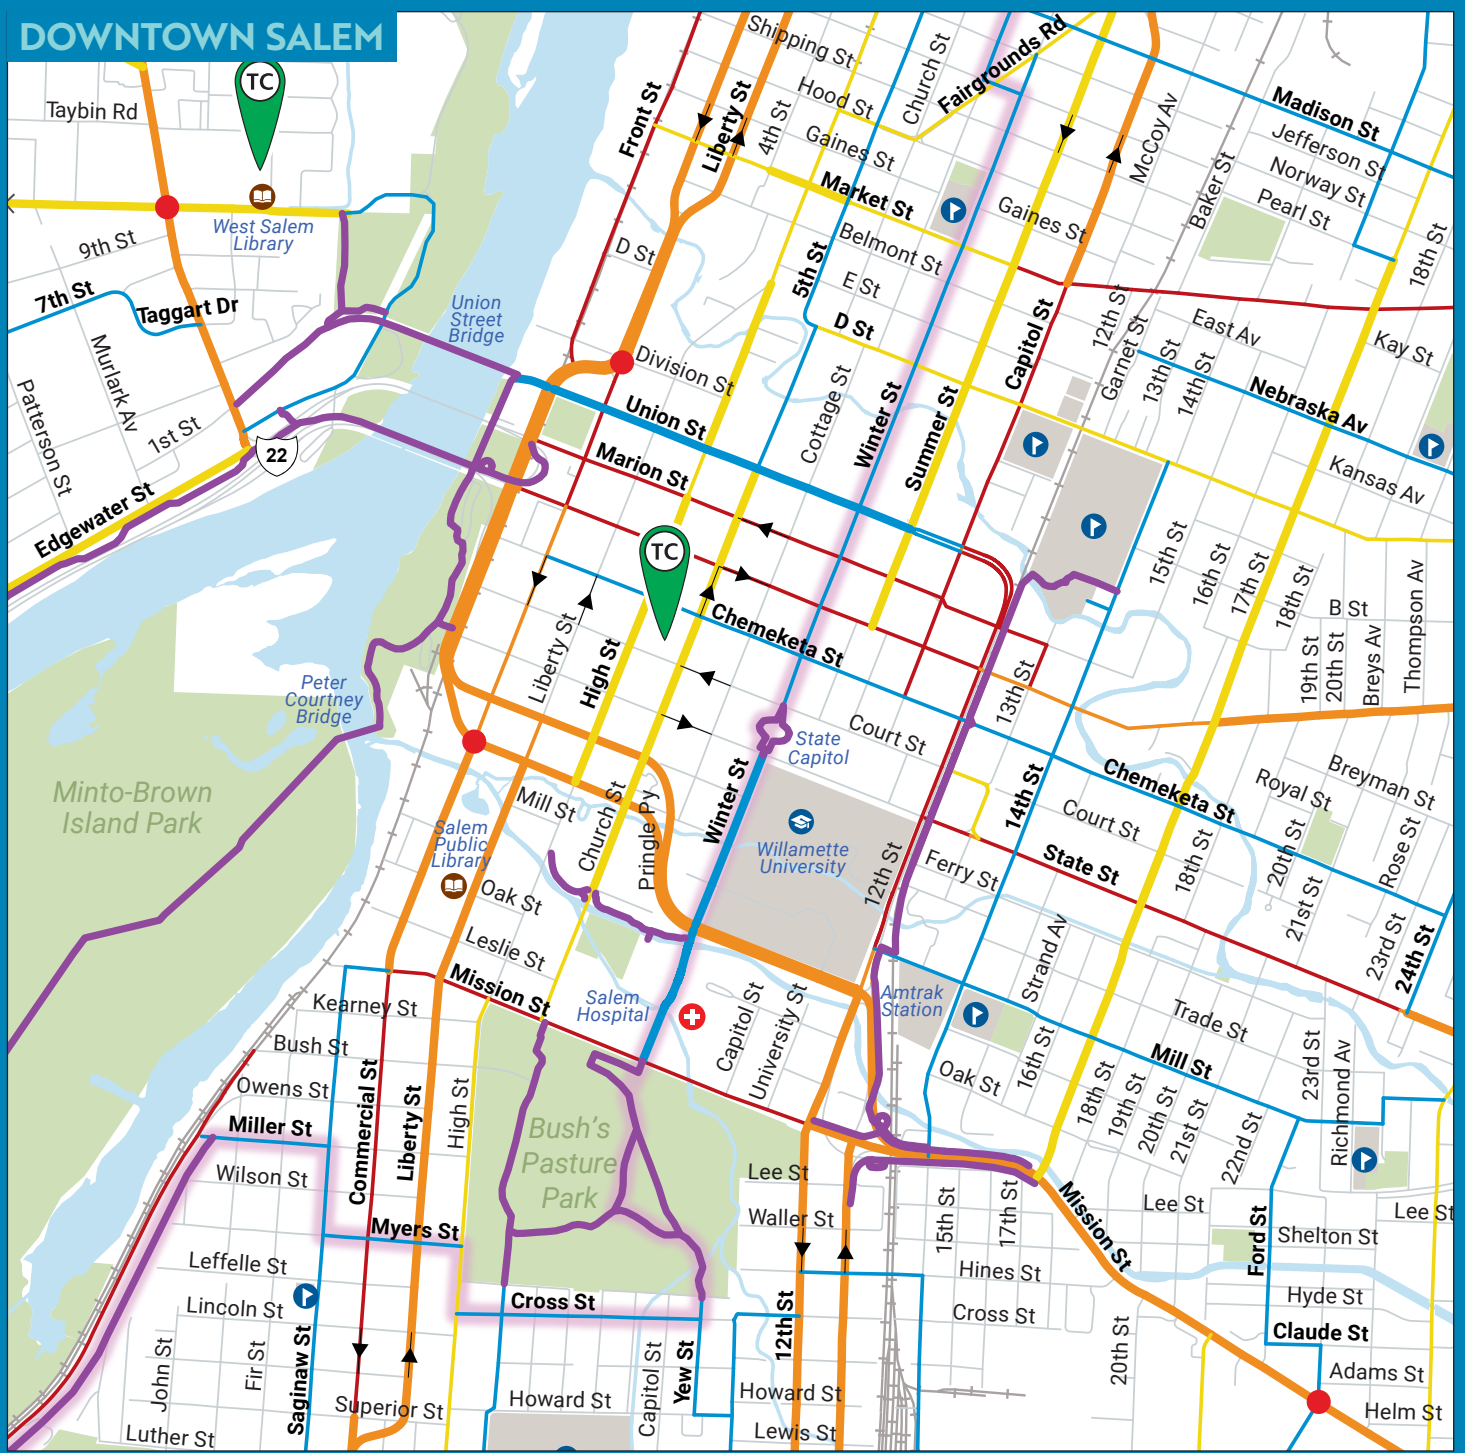 DOWNTOWN SALEM
Shipping St
Church St
Fairgrounds Rd
TC
Taybin Rd
Front St
Liberty St
4th St
Hood St
Gaines St
McCoy Av
Madison St
Jefferson St
Norway St
Pearl St
Baker St
West Salem
Library
Market St
Gaines St
9th St
D St
Belmont St
18th St
7th St
Taggart Dr
Union
Street
Bridge
5th St
E St
D St
Capitol St
12th St
East Av
Kay St
Murlark Av
Division St
Garnet St
13th St
14th St
Nebraska Av
Patterson St
1st St
Union St
Cottage St
Winter St
Summer St
22
Marion St
Kansas Av
Edgewater St
TC
15th St
16th St
17th St
18th St
B St
Thompson Av
Chemeketa St
19th St
20th St
Breys Av
Liberty St
High St
Peter
Courtney
Bridge
13th St
Court St
State
Capitol
Minto-Brown
Island Park
Mill St
Church St
Pringle Py
Winter St
14th St
Chemeketa St
Breyman St
Royal St
Court St
Salem
Public
Library
Willamette
University
12th St
Ferry St
State St
18th St
20th St
Rose St
Oak St
21st St
23rd St
24th St
Leslie St
Mission St
Salem
Hospital
Capitol St
University St
Amtrak
Station
Strand Av
Trade St
Kearney St
Bush St
Owens St
Miller St
Commercial St
Liberty St
High St
Oak St
16th St
Mill St
18th St
19th St
20th St
21st St
22nd St
23rd St
Richmond Av
Bush's
Pasture
Park
Wilson St
Lee St
Mission St
Lee St
Lee St
Myers St
Waller St
15th St
17th St
Ford St
Shelton St
Leffelle St
Hines St
Lincoln St
Cross St
Cross St
Hyde St
Claude St
John St
Fir St
Saginaw St
12th St
20th St
Adams St
Capitol St
Yew St
Superior St
Howard St
Howard St
Helm St
Luther St
Lewis St